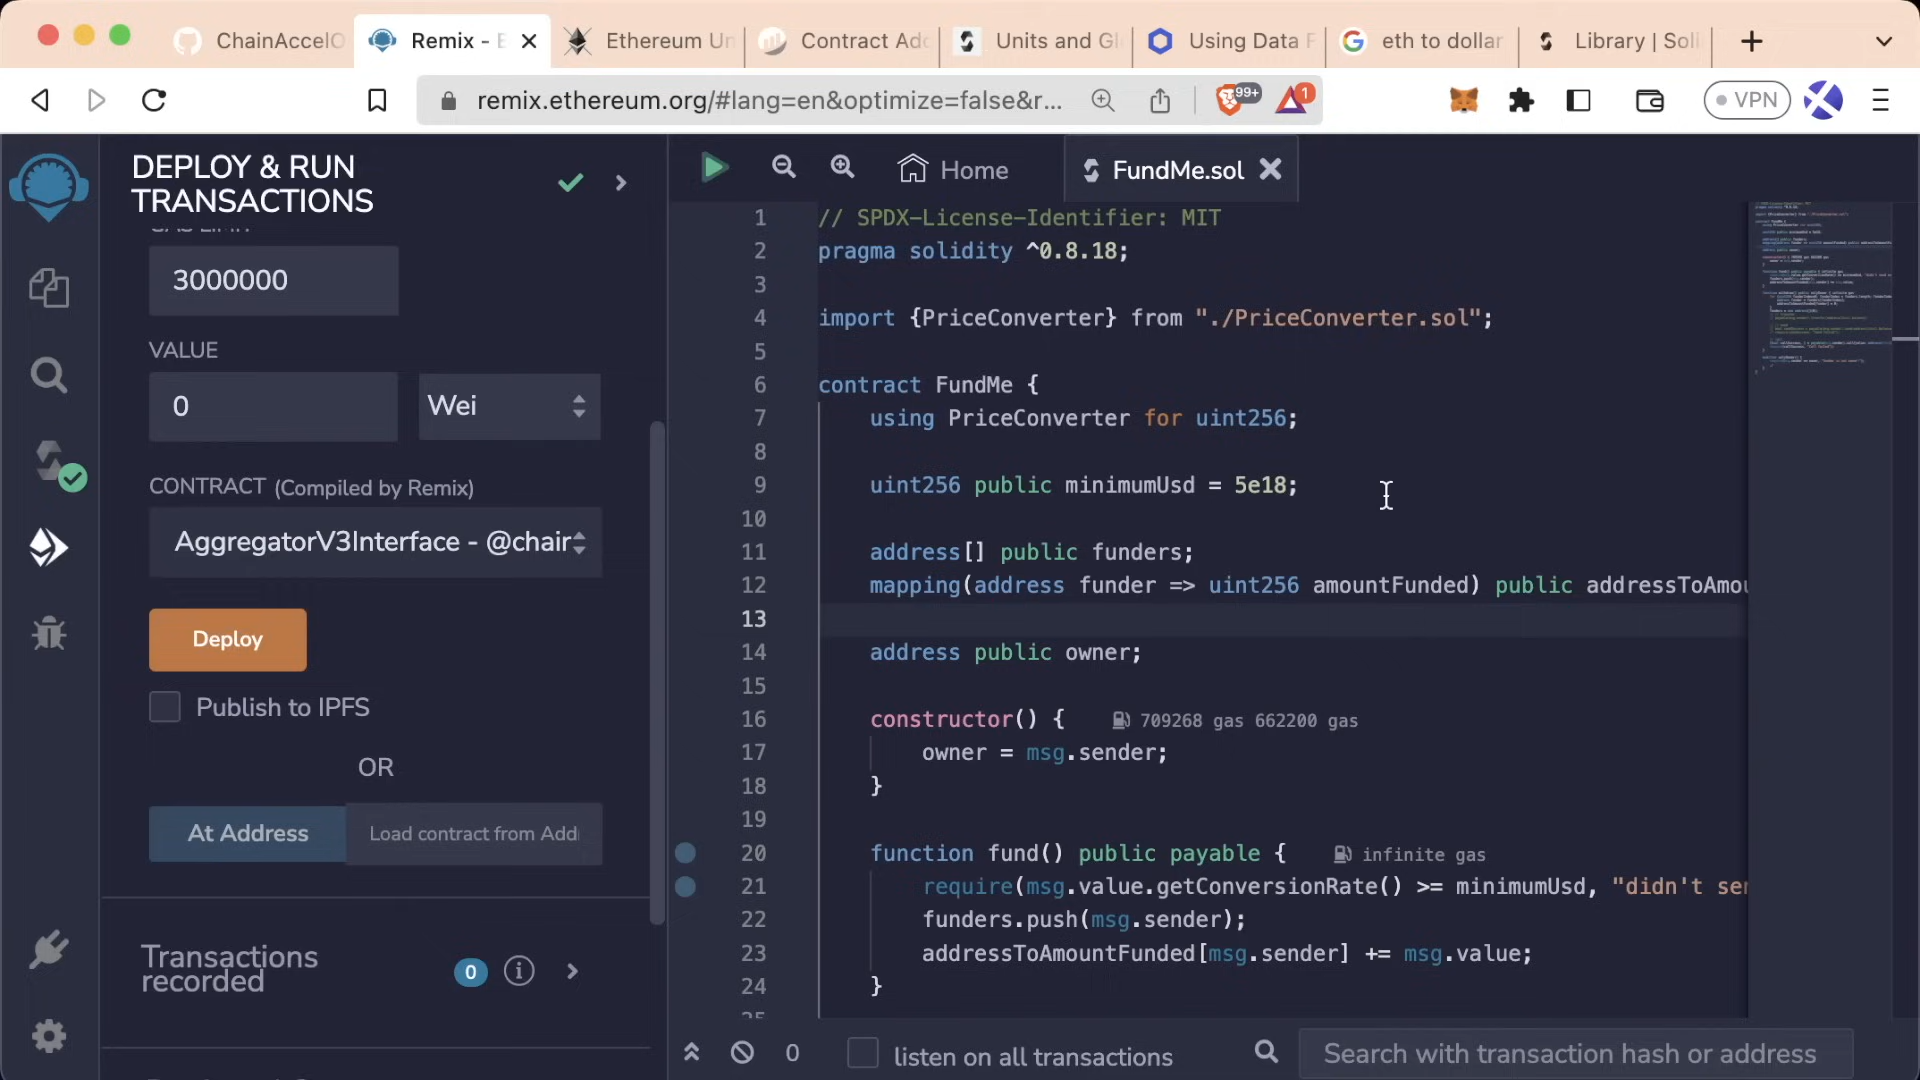 ChainAccelO
Remix - E
Ethereum Un
Contract Add
Units and Gl
Using Data F
eth to dollar
Library | Soli
remix.ethereum.org/#lang=en&optimize=false&r...
99+
1
VPN
DEPLOY & RUN
TRANSACTIONS
GAS LIMIT
3000000
VALUE
0
Wei
CONTRACT (Compiled by Remix)
AggregatorV3Interface - @chain
Deploy
Publish to IPFS
OR
At Address
Load contract from Addr
Transactions
recorded
0
Home
FundMe.sol
1 // SPDX-License-Identifier: MIT
2 pragma solidity ^0.8.18;
3
4 import {PriceConverter} from "./PriceConverter.sol";
5
6 contract FundMe {
7 using PriceConverter for uint256;
8
9 uint256 public minimumUsd = 5e18;
10
11 address[] public funders;
12 mapping(address funder => uint256 amountFunded) public addressToAmou
13
14 address public owner;
15
16 constructor() { 709268 gas 662200 gas
17 owner = msg.sender;
18 }
19
20 function fund() public payable { infinite gas
21 require(msg.value.getConversionRate() >= minimumUsd, "didn't sen
22 funders.push(msg.sender);
23 addressToAmountFunded[msg.sender] += msg.value;
24 }
25
0
listen on all transactions
Search with transaction hash or address